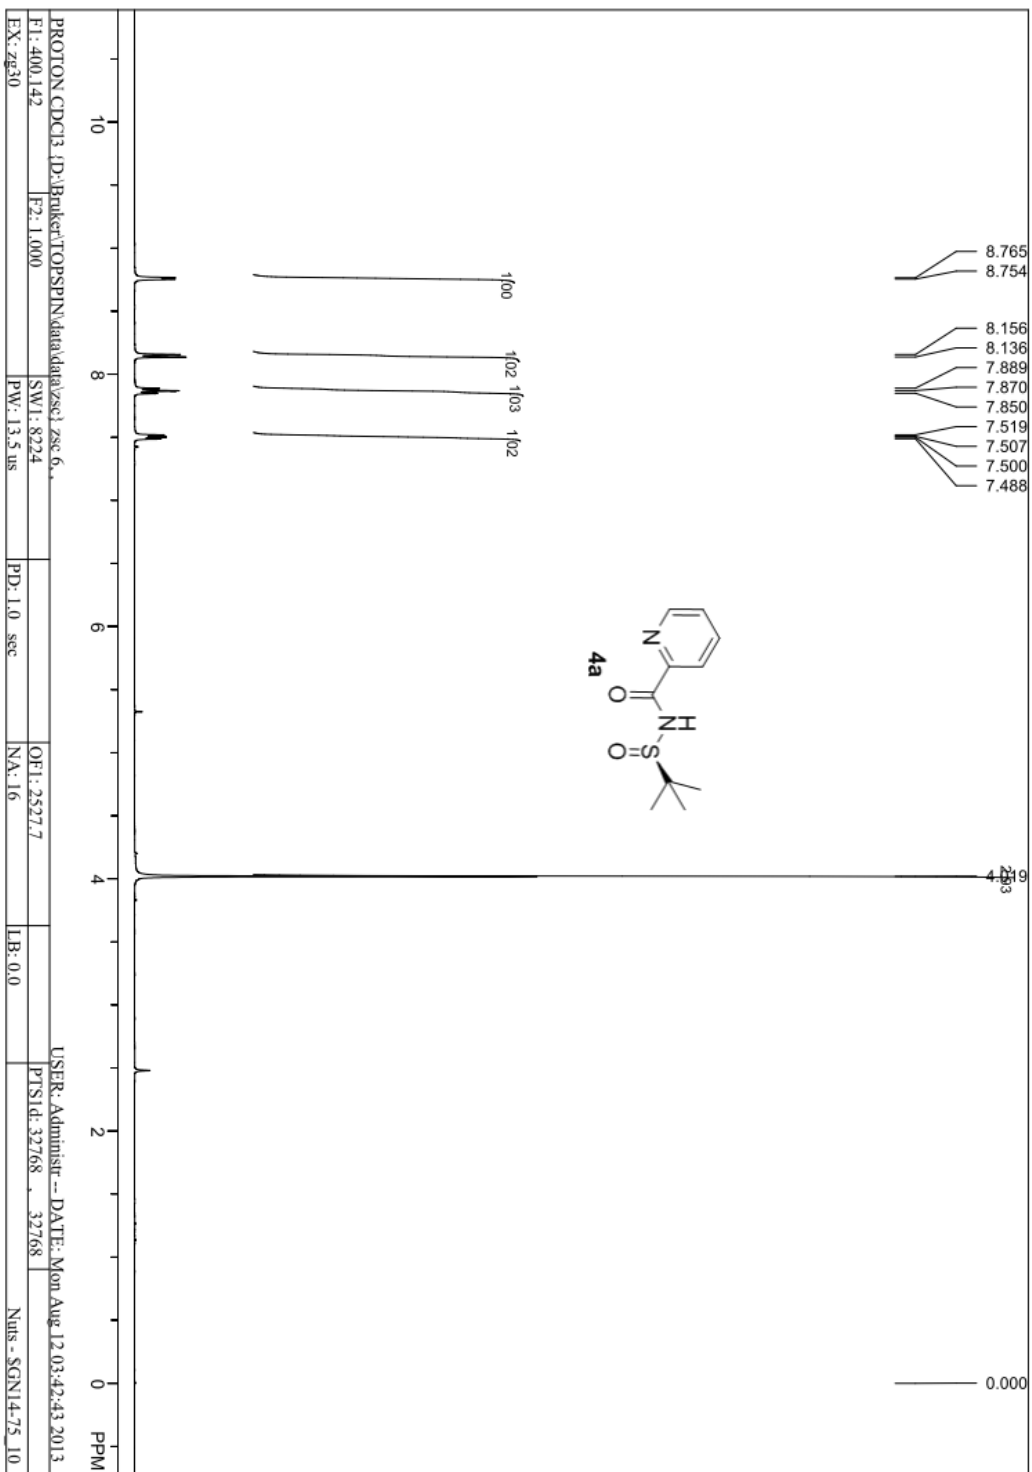 8.765
8.754
8.156
8.136
7.889
7.870
7.850
7.519
7.507
7.500
7.488
0.000
1.00
1.02
1.03
1.02
N
O
H
N
S
O
4a
10
8
6
4
2
0
PPM
PROTON CDCl3 {D:\Bruker\TOPSPIN\data\data\zsc} zsc 6. .
USER: Administr -- DATE: Mon Aug 12 03:42:43 2013
F1: 400.142 F2: 1.000 SW1: 8224 OF1: 2527.7 PTS1d: 32768 , 32768
EX: zg30 PW: 13.5 us PD: 1.0 sec NA: 16 LB: 0.0 Nuts - $GN14-75_10